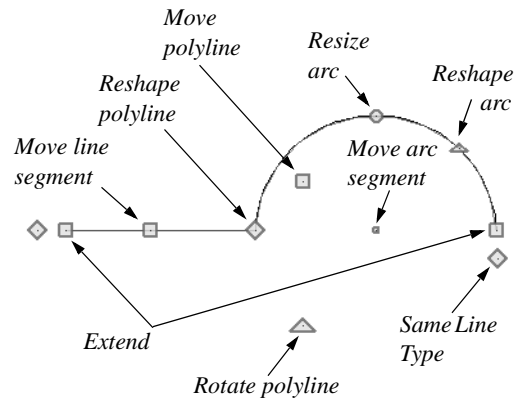 Move
polyline
Resize
arc
Reshape
polyline
Reshape
arc
Move line
segment
Move arc
segment
Extend
Same Line
Type
Rotate polyline